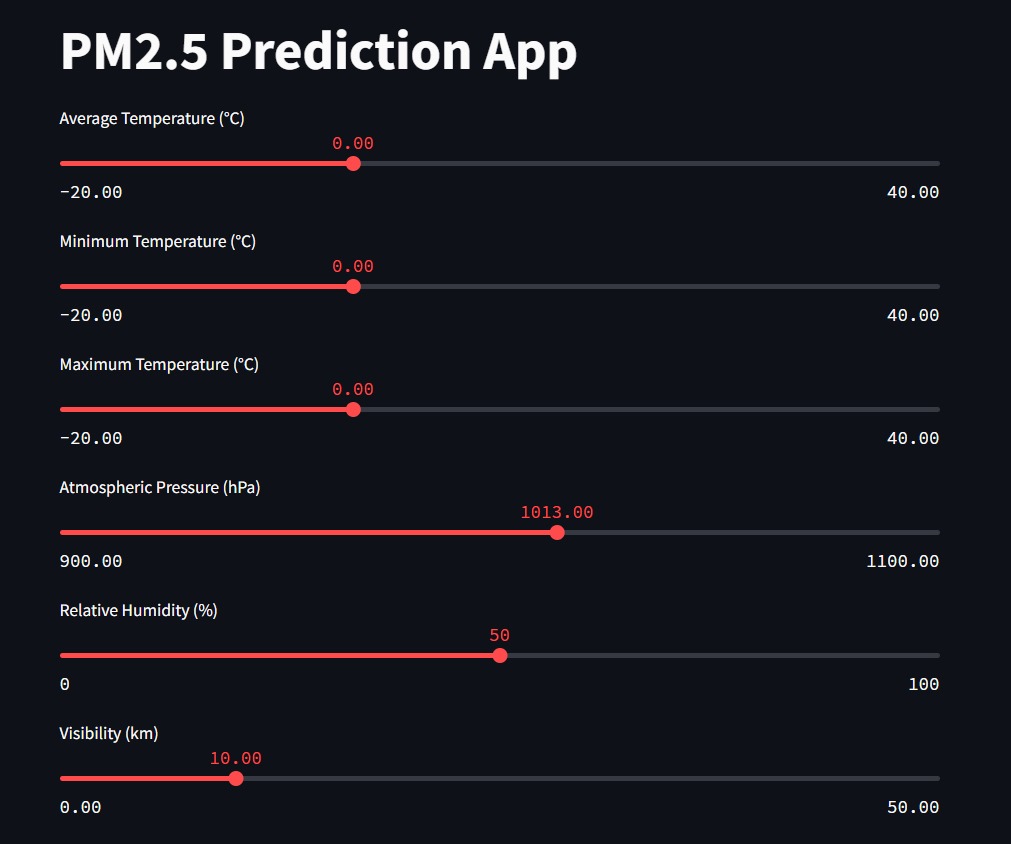 PM2.5 Prediction App
Average Temperature (°C)
0.00
−20.00 40.00
Minimum Temperature (°C)
0.00
−20.00 40.00
Maximum Temperature (°C)
0.00
−20.00 40.00
Atmospheric Pressure (hPa)
1013.00
900.00 1100.00
Relative Humidity (%)
50
0 100
Visibility (km)
10.00
0.00 50.00